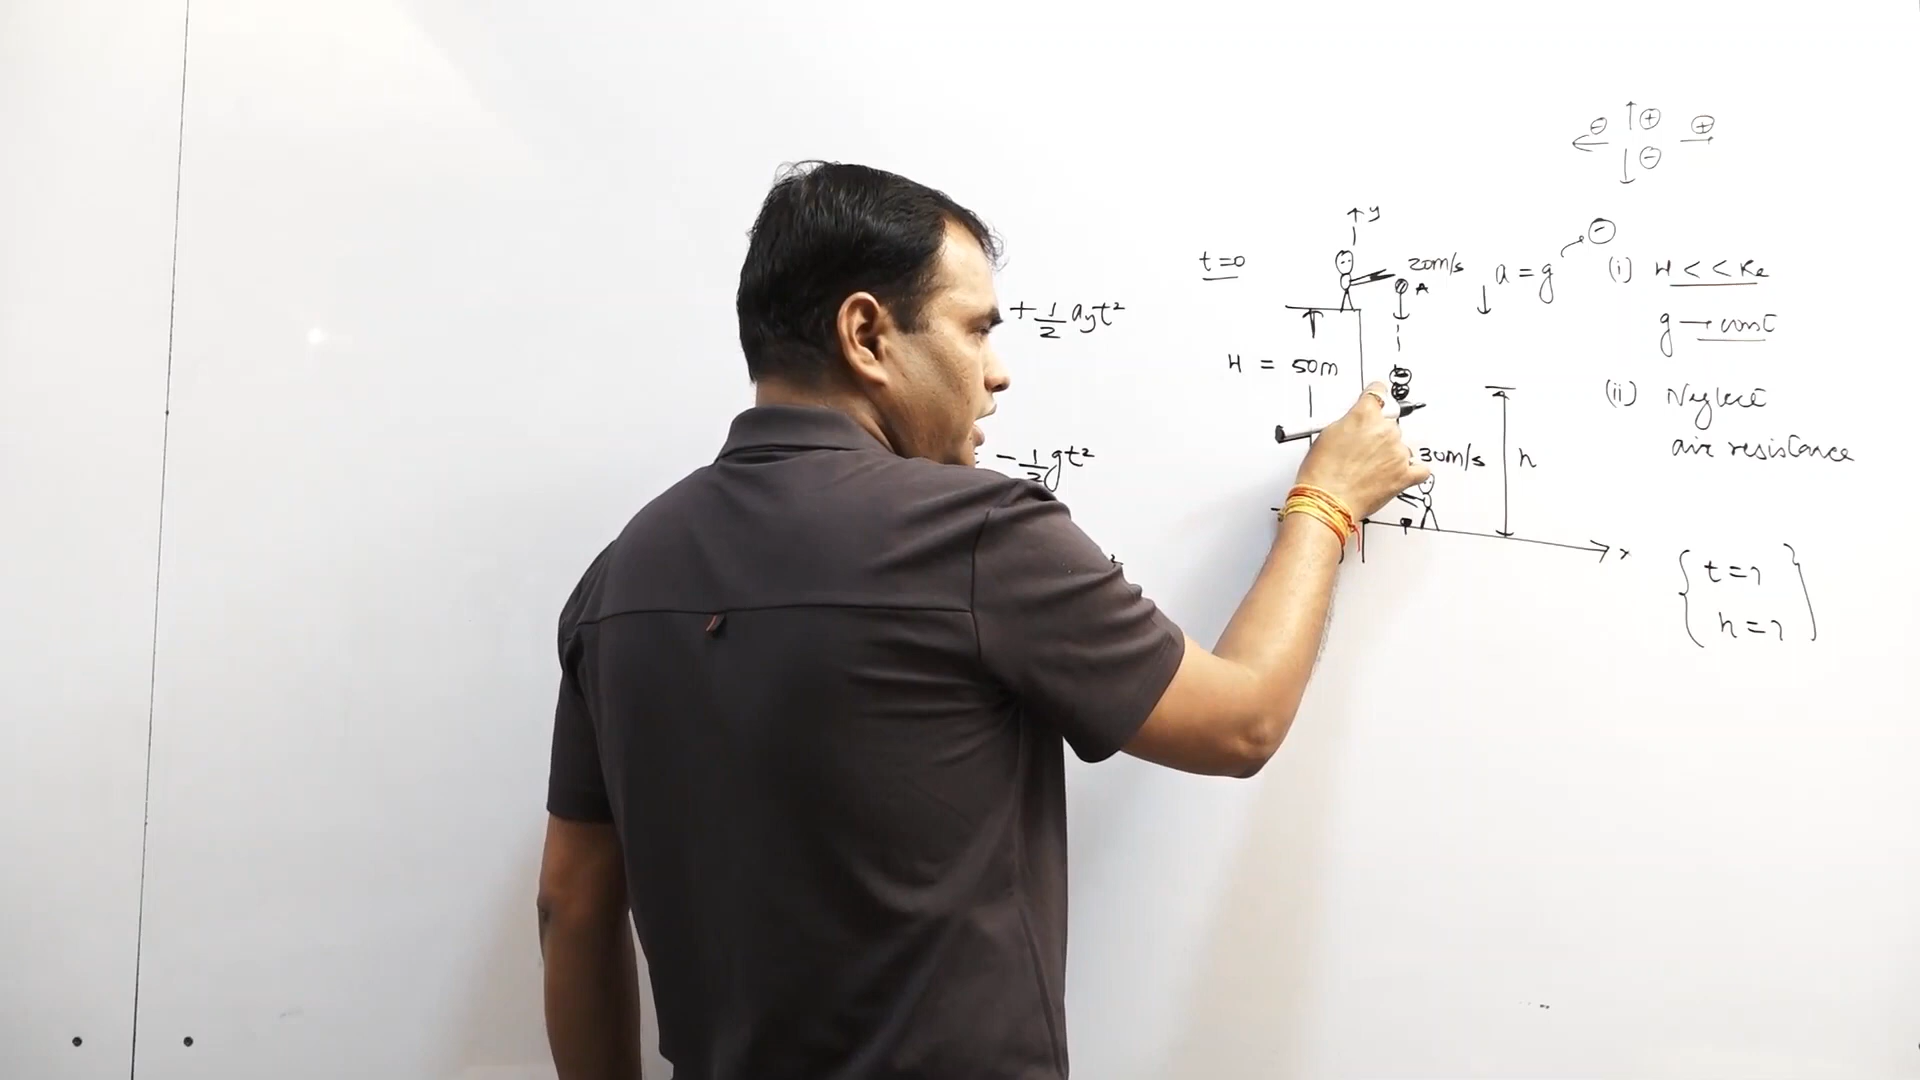 + 1/2 ayt²
- 1/2 gt²
⊖ ↑ ⊕ ⊕
↓ ⊖
↑ y
t=0
20m/s
A
↓ a = g
⊖
H = 50m
30m/s
h
x
(i) H < < Re
g → const
(ii) Neglect
air resistance
{ t = ?
h = ? }